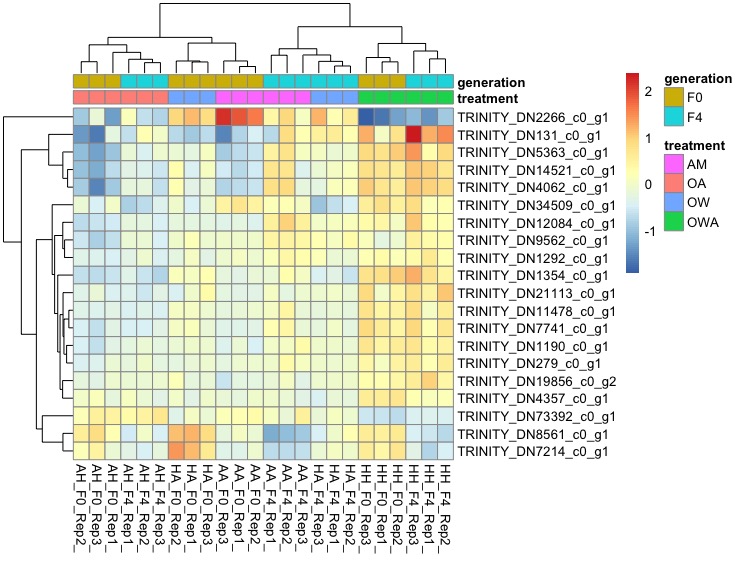 generation
treatment
TRINITY_DN2266_c0_g1
TRINITY_DN131_c0_g1
TRINITY_DN5363_c0_g1
TRINITY_DN14521_c0_g1
TRINITY_DN4062_c0_g1
TRINITY_DN34509_c0_g1
TRINITY_DN12084_c0_g1
TRINITY_DN9562_c0_g1
TRINITY_DN1292_c0_g1
TRINITY_DN1354_c0_g1
TRINITY_DN21113_c0_g1
TRINITY_DN11478_c0_g1
TRINITY_DN7741_c0_g1
TRINITY_DN1190_c0_g1
TRINITY_DN279_c0_g1
TRINITY_DN19856_c0_g2
TRINITY_DN4357_c0_g1
TRINITY_DN73392_c0_g1
TRINITY_DN8561_c0_g1
TRINITY_DN7214_c0_g1
AH_F0_Rep2
AH_F0_Rep3
AH_F0_Rep1
AH_F4_Rep1
AH_F4_Rep2
AH_F4_Rep3
HA_F0_Rep2
HA_F0_Rep1
HA_F0_Rep3
AA_F0_Rep3
AA_F0_Rep1
AA_F0_Rep2
AA_F4_Rep1
AA_F4_Rep2
AA_F4_Rep3
HA_F4_Rep3
HA_F4_Rep1
HA_F4_Rep2
HH_F0_Rep3
HH_F0_Rep1
HH_F0_Rep2
HH_F4_Rep3
HH_F4_Rep1
HH_F4_Rep2
2
1
0
-1
generation
F0
F4
treatment
AM
OA
OW
OWA